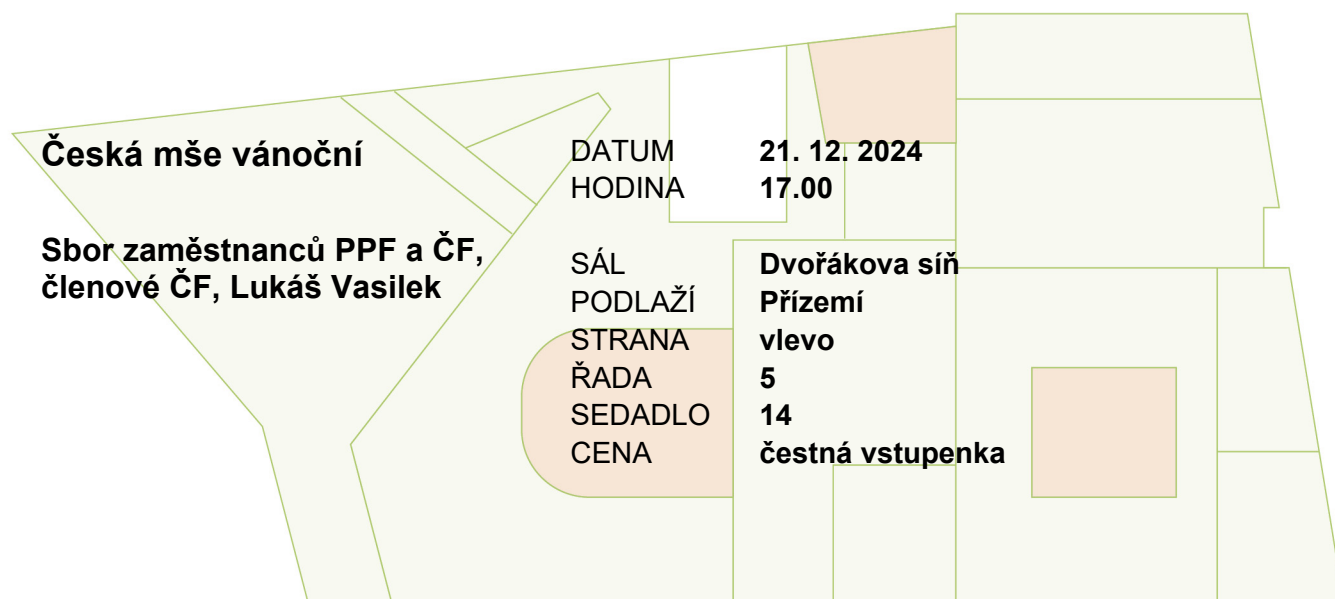 Česká mše vánoční
Sbor zaměstnanců PPF a ČF,
členové ČF, Lukáš Vasilek
DATUM 21. 12. 2024
HODINA 17.00
SÁL Dvořákova síň
PODLAŽÍ Přízemí
STRANA vlevo
ŘADA 5
SEDADLO 14
CENA čestná vstupenka